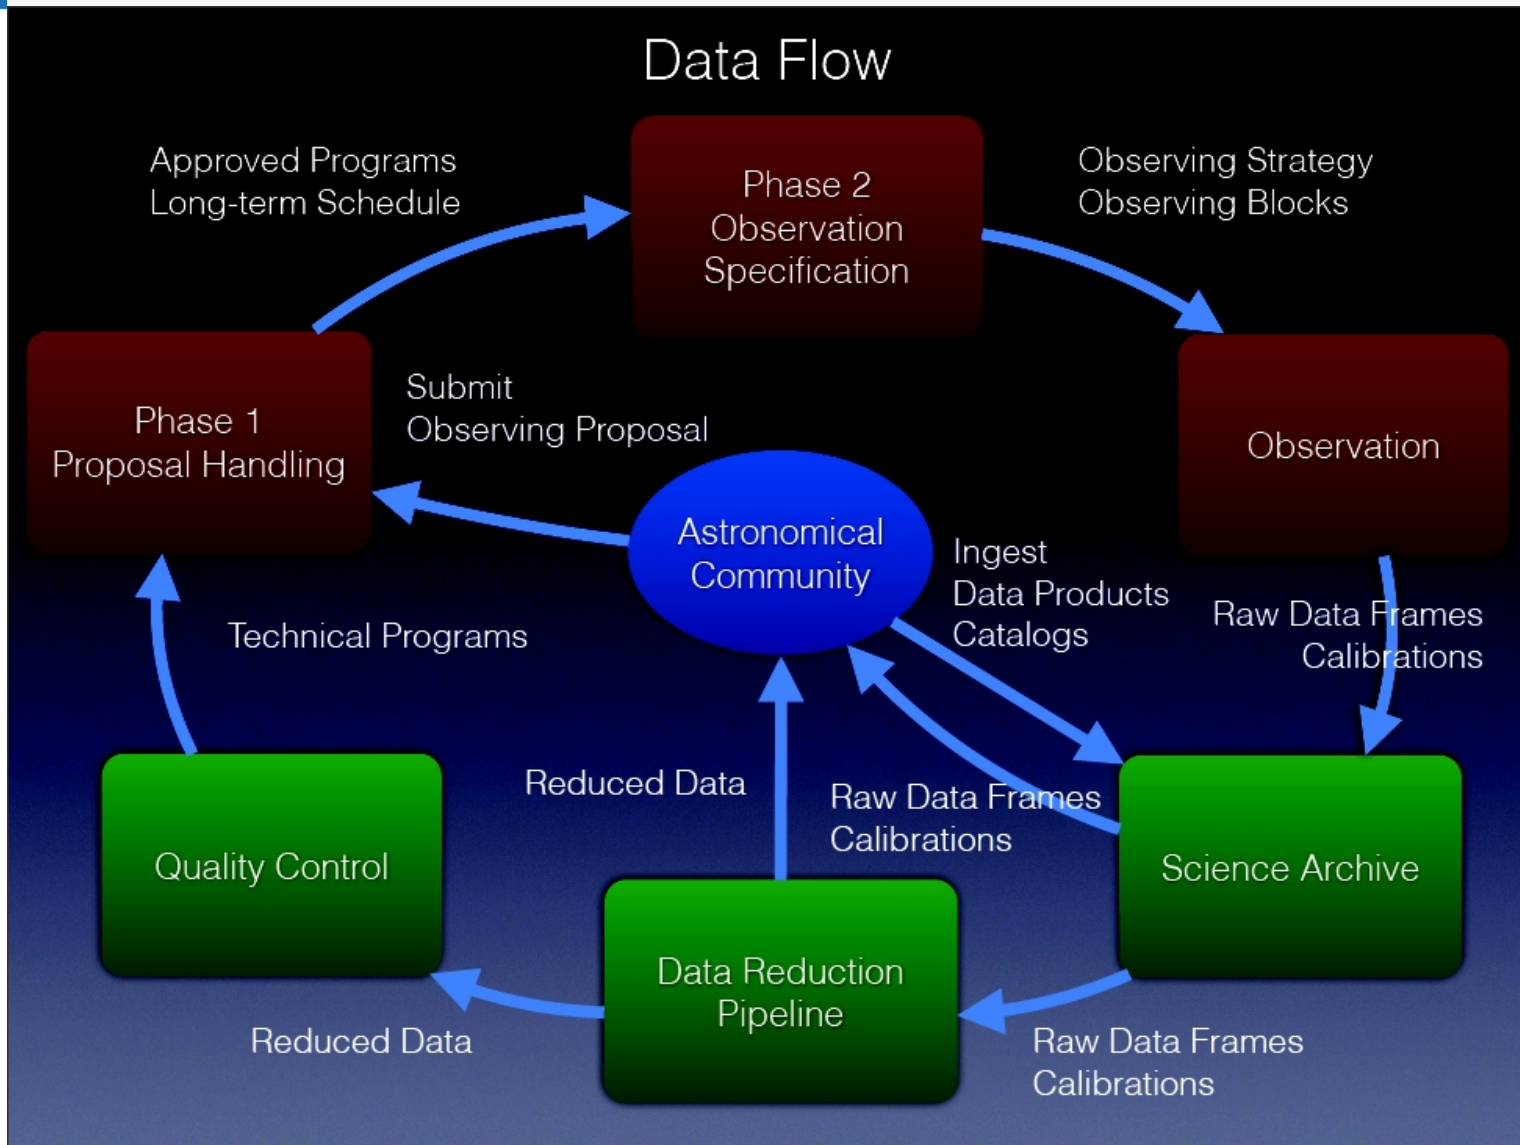 Data Flow
Approved Programs
Long-term Schedule
Phase 2
Observation
Specification
Observing Strategy
Observing Blocks
Phase 1
Proposal Handling
Submit
Observing Proposal
Observation
Astronomical
Community
Ingest
Data Products
Catalogs
Raw Data Frames
Calibrations
Technical Programs
Reduced Data
Raw Data Frames
Calibrations
Quality Control
Science Archive
Data Reduction
Pipeline
Reduced Data
Raw Data Frames
Calibrations